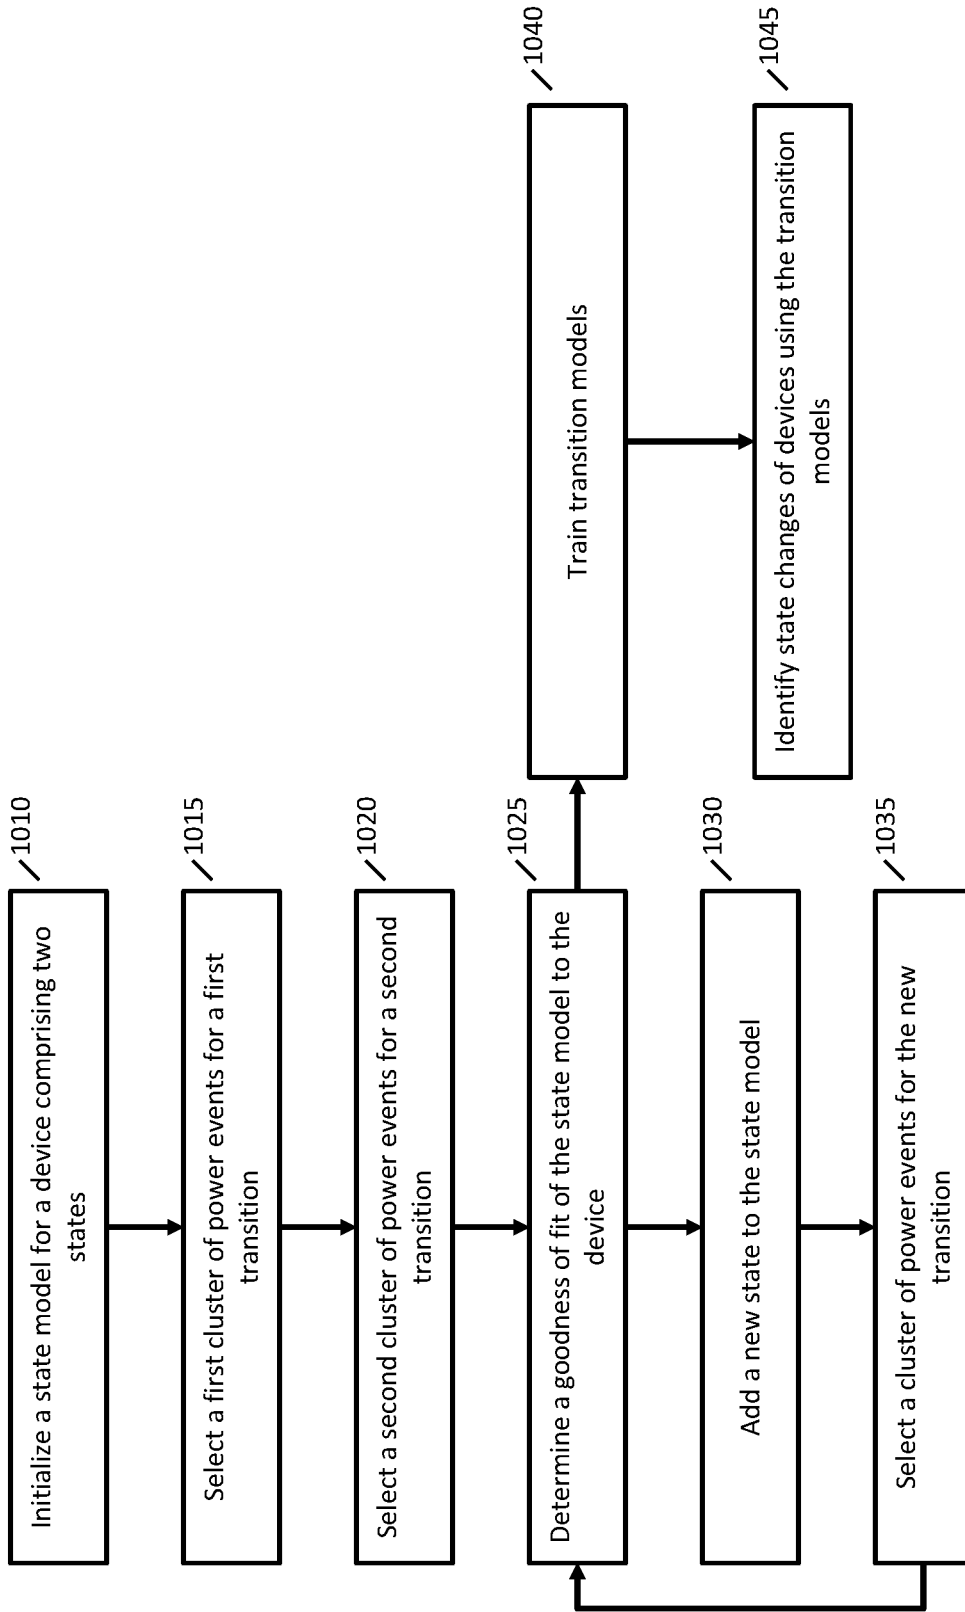 1010
Initialize a state model for a device comprising two
states
1015
Select a first cluster of power events for a first
transition
1020
Select a second cluster of power events for a second
transition
1025
Determine a goodness of fit of the state model to the
device
1030
Add a new state to the state model
1035
Select a cluster of power events for the new
transition
1040
Train transition models
1045
Identify state changes of devices using the transition
models